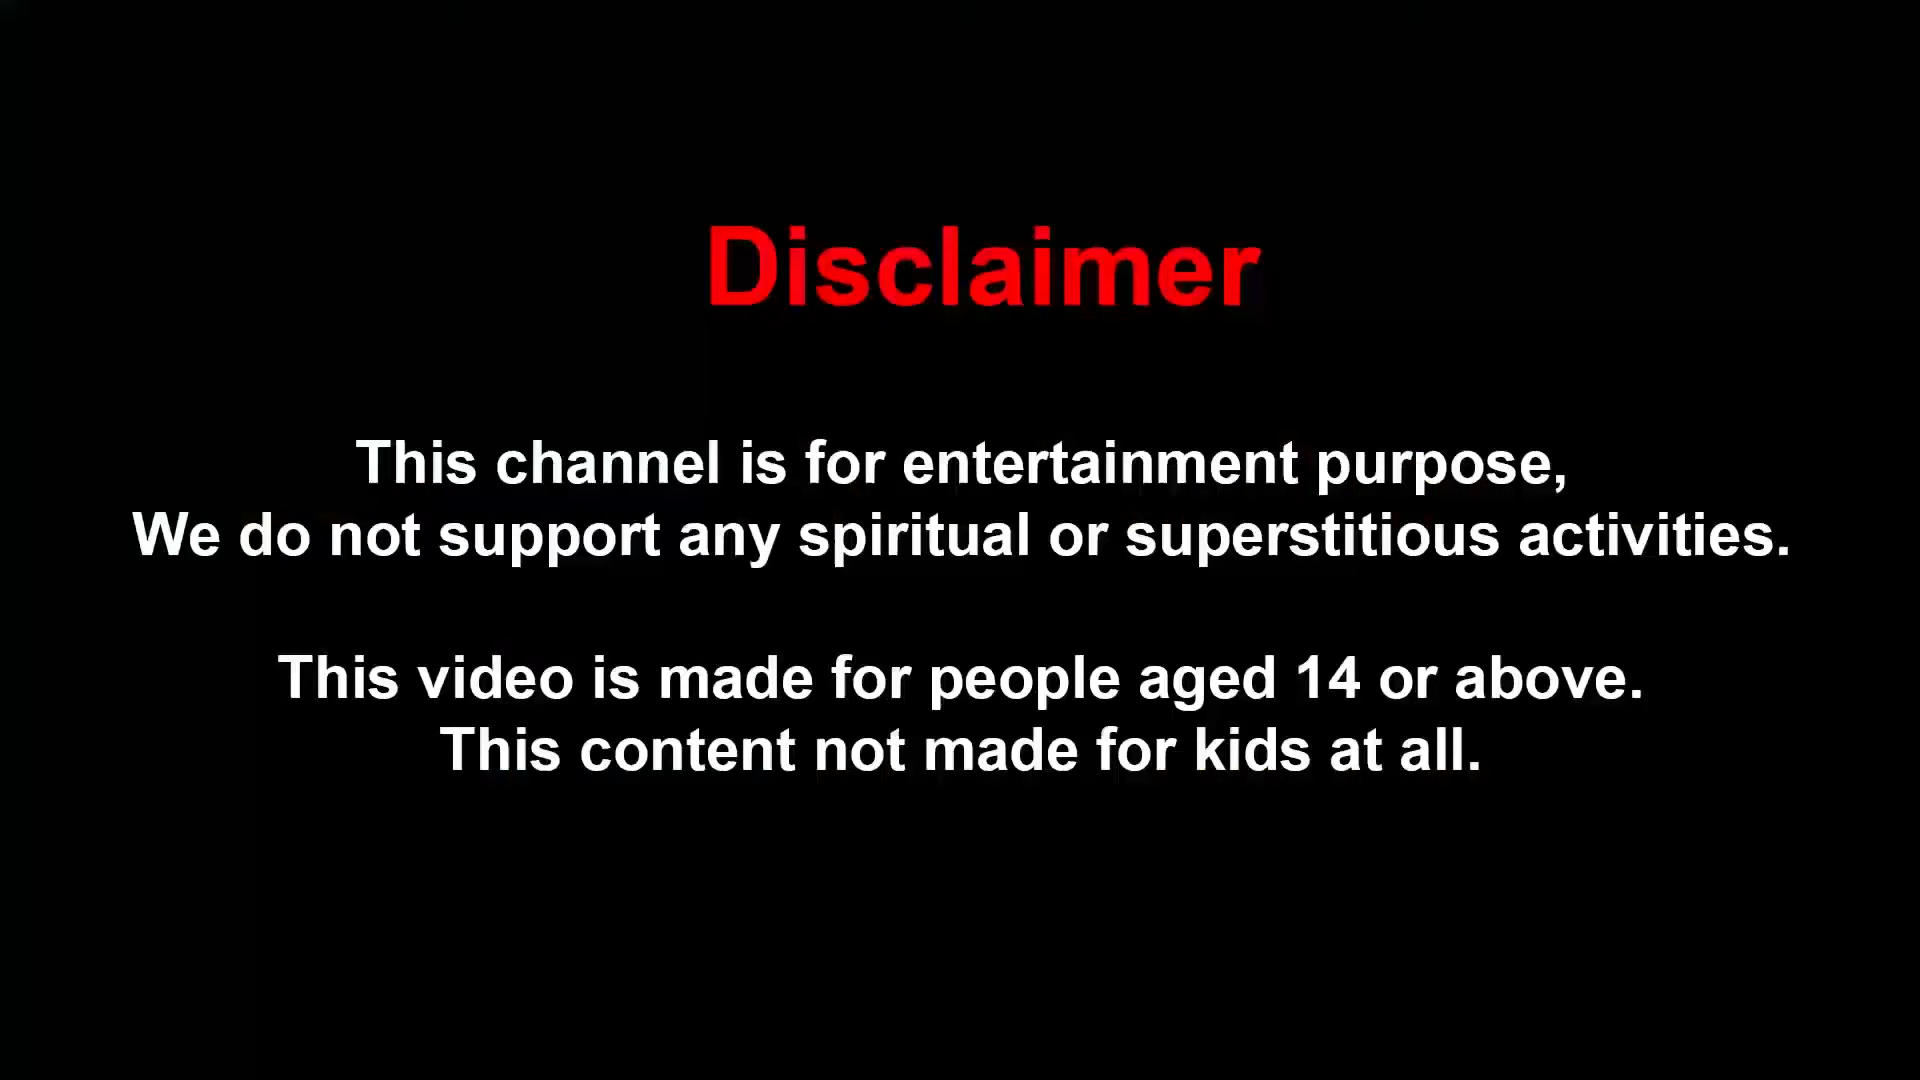 Disclaimer
This channel is for entertainment purpose,
We do not support any spiritual or superstitious activities.
This video is made for people aged 14 or above.
This content not made for kids at all.